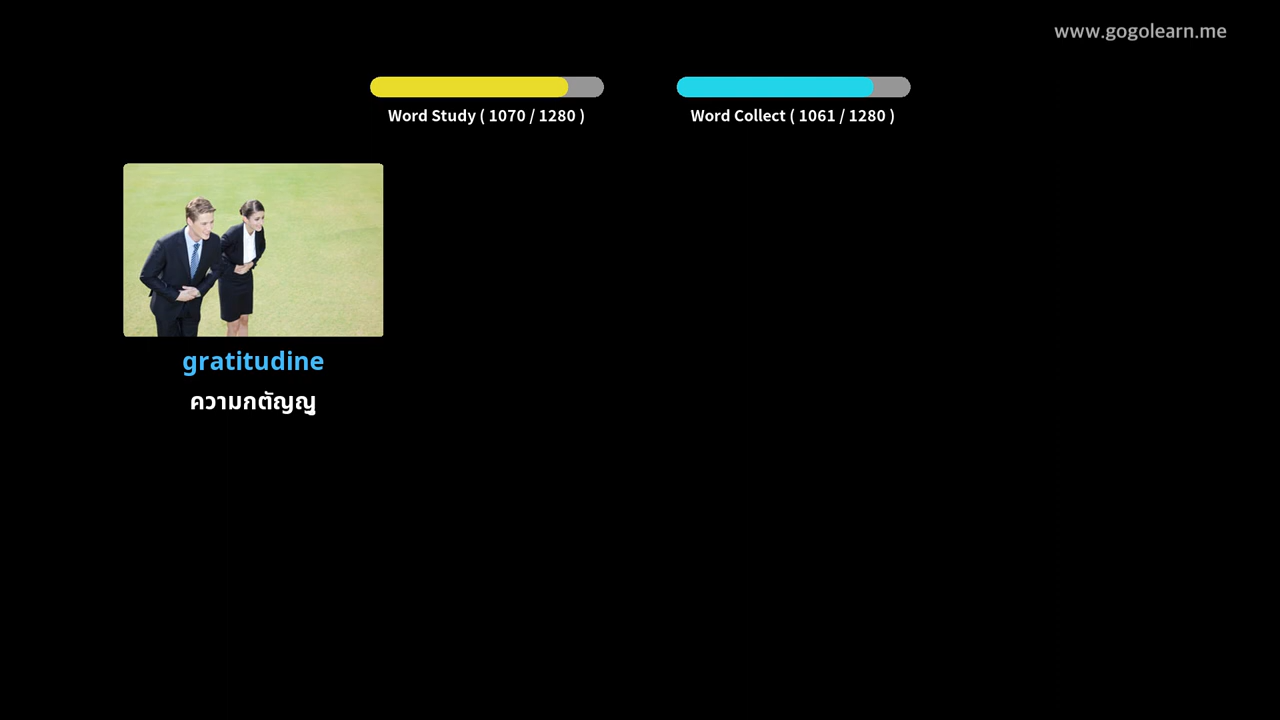 www.gogolearn.me
Word Study ( 1070 / 1280 )
Word Collect ( 1061 / 1280 )
gratitudine
ความกตัญญู